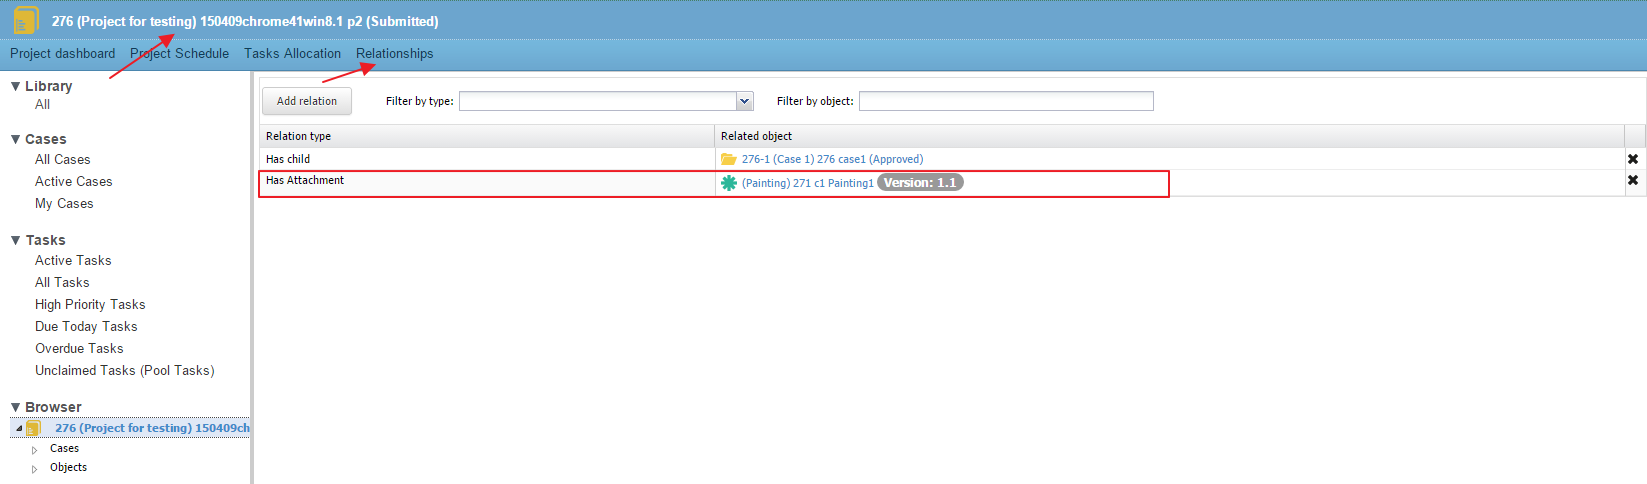 276 (Project for testing) 150409chrome41win8.1 p2 (Submitted)
Project dashboard Project Schedule Tasks Allocation Relationships
Library
All
Cases
All Cases
Active Cases
My Cases
Tasks
Active Tasks
All Tasks
High Priority Tasks
Due Today Tasks
Overdue Tasks
Unclaimed Tasks (Pool Tasks)
Browser
276 (Project for testing) 150409ch
Cases
Objects
Add relation Filter by type: Filter by object:
Relation type Related object
Has child 276-1 (Case 1) 276 case1 (Approved)
Has Attachment (Painting) 271 c1 Painting1 Version: 1.1